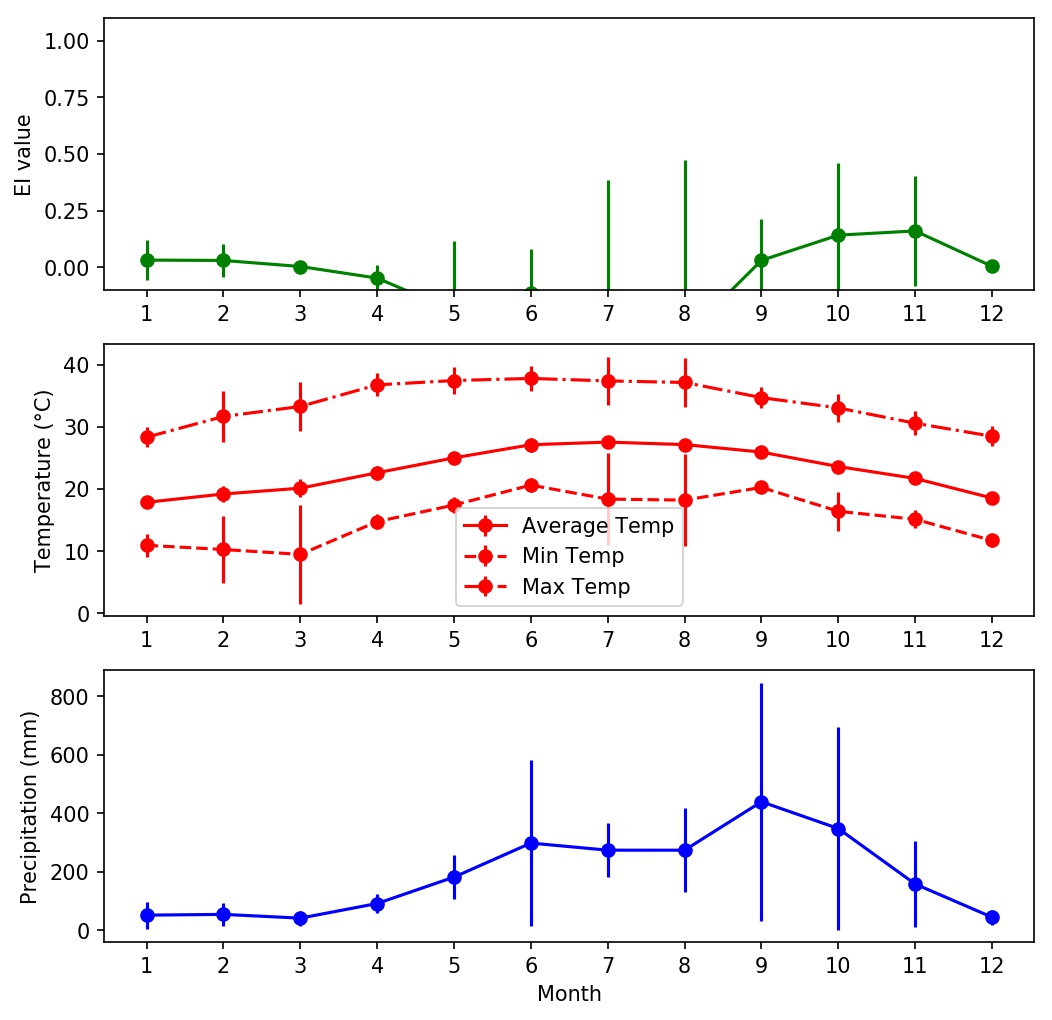 EI value
1.00
0.75
0.50
0.25
0.00
1 2 3 4 5 6 7 8 9 10 11 12
Temperature (°C)
40
30
20
10
0
Average Temp
Min Temp
Max Temp
1 2 3 4 5 6 7 8 9 10 11 12
Precipitation (mm)
800
600
400
200
0
1 2 3 4 5 6 7 8 9 10 11 12
Month